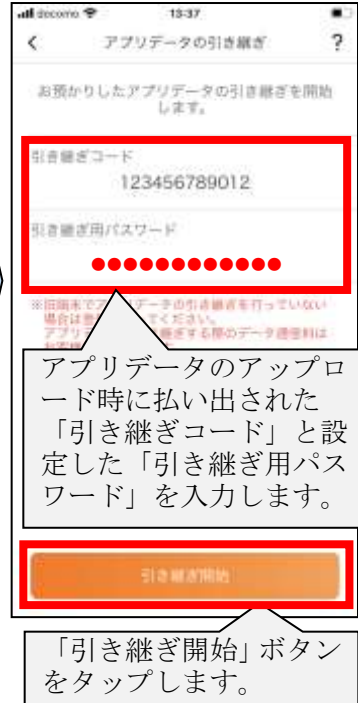 docomo 13:37
アプリデータの引き継ぎ ?
お預かりしたアプリデータの引き継ぎを開始
します。
引き継ぎコード
123456789012
引き継ぎ用パスワード
●●●●●●●●●●●●
アプリデータのアップロ
ード時に払い出された
「引き継ぎコード」と設
定した「引き継ぎ用パス
ワード」を入力します。
引き継ぎ開始
「引き継ぎ開始」ボタン
をタップします。